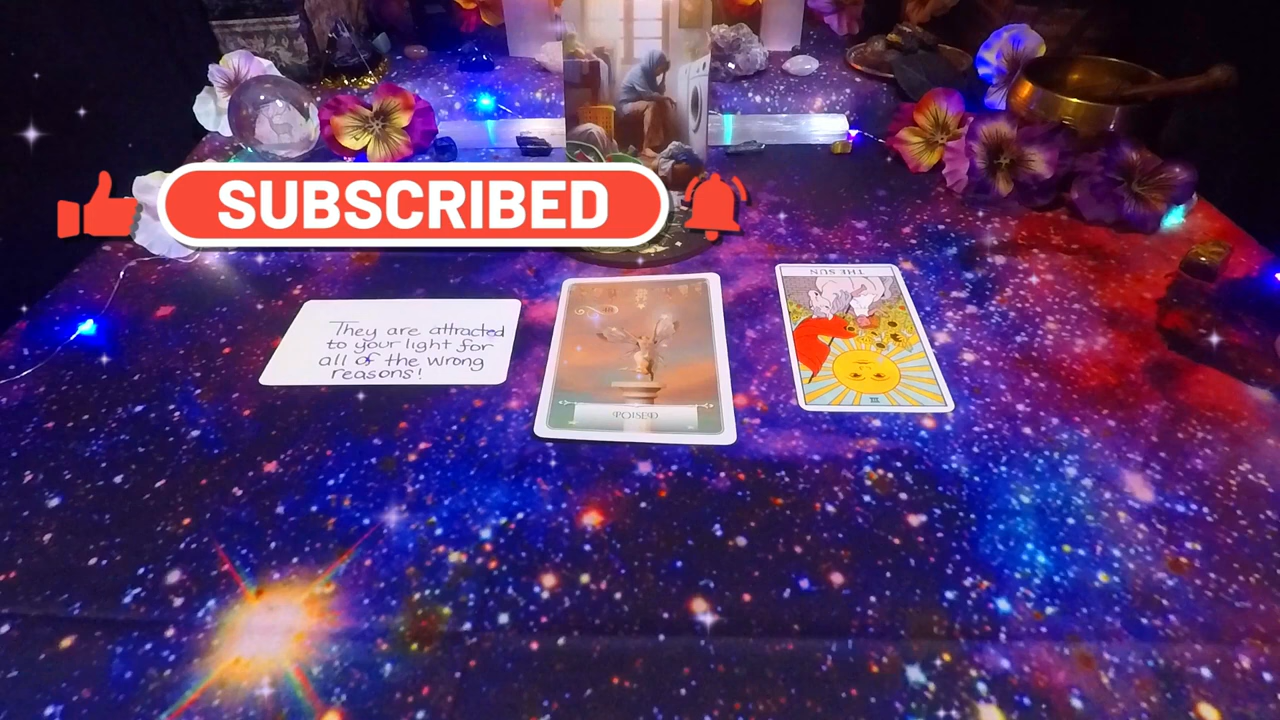 SUBSCRIBED
They are attracted
to your light for
all of the wrong
reasons!
POISED
THE SUN